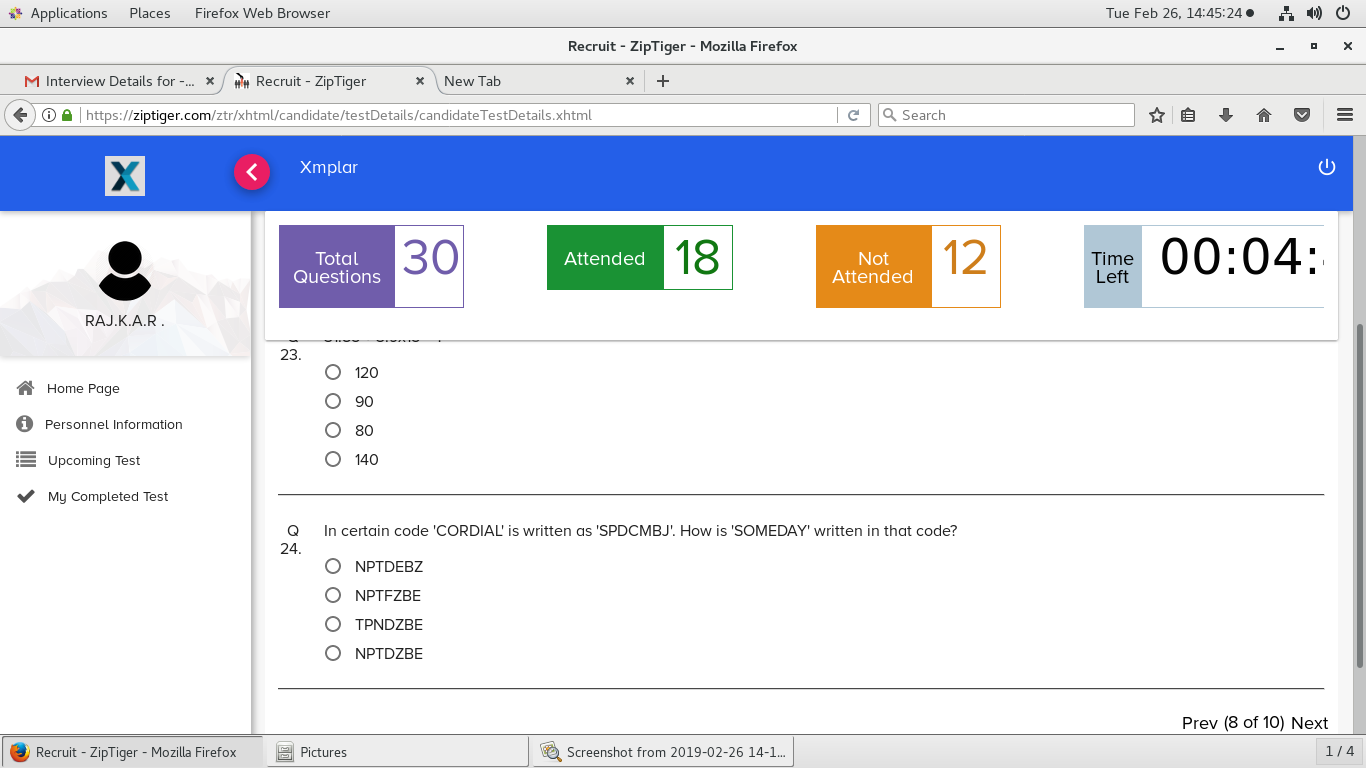 Applications Places Firefox Web Browser Tue Feb 26, 14:45:24
Recruit - ZipTiger - Mozilla Firefox
Interview Details for -... Recruit - ZipTiger New Tab
https://ziptiger.com/ztr/xhtml/candidate/testDetails/candidateTestDetails.xhtml Search
Xmplar
Total
Questions
30
Attended
18
Not
Attended
12
Time
Left
00:04:
RAJ.K.A.R .
Home Page
Personnel Information
Upcoming Test
My Completed Test
Q
23.
120
90
80
140
Q
24.
In certain code 'CORDIAL' is written as 'SPDCMBJ'. How is 'SOMEDAY' written in that code?
NPTDEBZ
NPTFZBE
TPNDZBE
NPTDZBE
Prev (8 of 10) Next
Recruit - ZipTiger - Mozilla Firefox Pictures Screenshot from 2019-02-26 14-1... 1 / 4